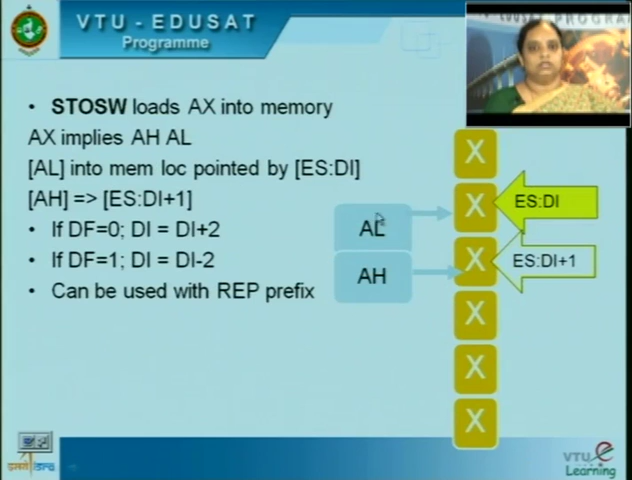 VTU - EDUSAT
Programme
EDUSAT PROGRA
• STOSW loads AX into memory
AX implies AH AL
[AL] into mem loc pointed by [ES:DI]
[AH] => [ES:DI+1]
• If DF=0; DI = DI+2
• If DF=1; DI = DI-2
• Can be used with REP prefix
AL
AH
X
X
X
X
X
X
ES:DI
ES:DI+1
VTU e
Learning